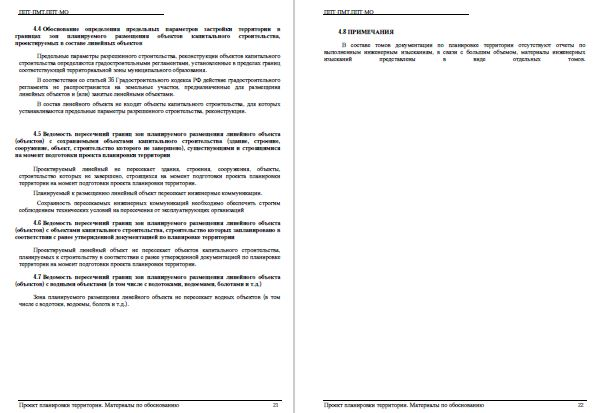 ППТ-ПМТ.ППТ-МО
4.4 Обоснование определения предельных параметров застройки территории в
границах зон планируемого размещения объектов капитального строительства,
проектируемых в составе линейных объектов
Предельные параметры разрешенного строительства, реконструкции объектов капитального
строительства определяются градостроительными регламентами, установленные в пределах границ
соответствующей территориальной зоны муниципального образования.
В соответствии со статьей 36 Градостроительного кодекса РФ действие градостроительного
регламента не распространяется на земельные участки, предназначенные для размещения
линейных объектов и (или) занятые линейными объектами.
В состав линейного объекта не входят объекты капитального строительства, для которых
устанавливаются предельные параметры разрешенного строительства, реконструкции.
4.5 Ведомость пересечений границ зон планируемого размещения линейного объекта
(объектов) с сохраняемыми объектами капитального строительства (здание, строение,
сооружение, объект, строительство которого не завершено), существующими и строящимися
на момент подготовки проекта планировки территории
Проектируемый линейный не пересекает здания, строения, сооружения, объекты,
строительство которых не завершено, строящихся на момент подготовки проекта планировки
территории на момент подготовки проекта планировки территории.
Планируемый к размещению линейный объект пересекает инженерные коммуникации.
Сохранность пересекаемых инженерных коммуникаций необходимо обеспечить строгим
соблюдением технических условий на пересечения от эксплуатирующих организаций
4.6 Ведомость пересечений границ зон планируемого размещения линейного объекта
(объектов) с объектами капитального строительства, строительство которых запланировано в
соответствии с ранее утвержденной документацией по планировке территории
Проектируемый линейный объект не пересекает объектов капитального строительства,
планируемых к строительству в соответствии с ранее утвержденной документацией по планировке
территории на момент подготовки проекта планировки территории.
4.7 Ведомость пересечений границ зон планируемого размещения линейного объекта
(объектов) с водными объектами (в том числе с водотоками, водоемами, болотами и т.д.)
Зона планируемого размещения линейного объекта не пересекает водных объектов (в том
числе с водотоки, водоемы, болота и т.д.).
Проект планировки территории. Материалы по обоснованию 21
ППТ-ПМТ.ППТ-МО
4.8 ПРИМЕЧАНИЯ
В составе томов документации по планировке территории отсутствуют отчеты по
выполненным инженерным изысканиям, в связи с большим объемом, материалы инженерных
изысканий представлены в виде отдельных томов.
Проект планировки территории. Материалы по обоснованию 22